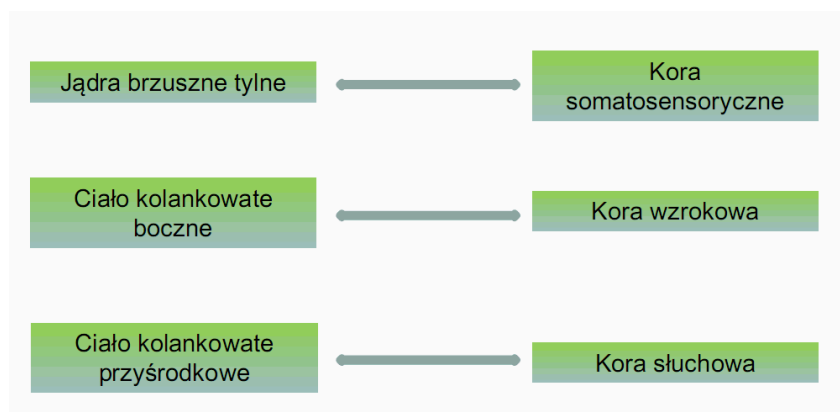 Jądra brzuszne tylne
Kora
somatosensoryczne
Ciało kolankowate
boczne
Kora wzrokowa
Ciało kolankowate
przyśrodkowe
Kora słuchowa